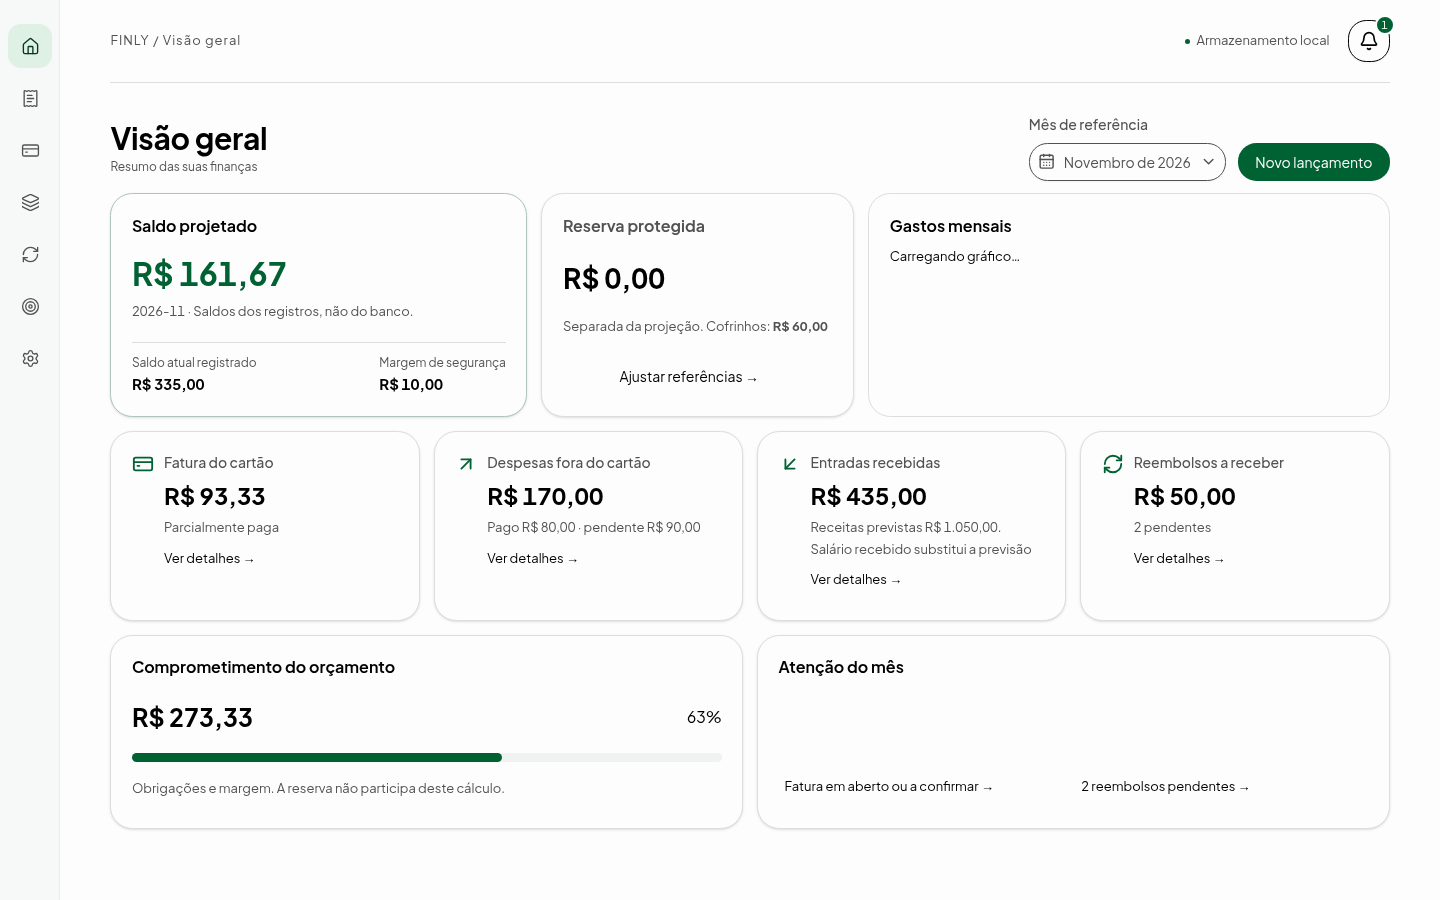 FINLY / Visão geral
Armazenamento local
1
Visão geral
Resumo das suas finanças
Mês de referência
Novembro de 2026
Novo lançamento
Saldo projetado
R$ 161,67
2026-11 · Saldos dos registros, não do banco.
Saldo atual registrado
R$ 335,00
Margem de segurança
R$ 10,00
Reserva protegida
R$ 0,00
Separada da projeção. Cofrinhos: R$ 60,00
Ajustar referências →
Gastos mensais
Carregando gráfico…
Fatura do cartão
R$ 93,33
Parcialmente paga
Ver detalhes →
Despesas fora do cartão
R$ 170,00
Pago R$ 80,00 · pendente R$ 90,00
Ver detalhes →
Entradas recebidas
R$ 435,00
Receitas previstas R$ 1.050,00.
Salário recebido substitui a previsão
Ver detalhes →
Reembolsos a receber
R$ 50,00
2 pendentes
Ver detalhes →
Comprometimento do orçamento
R$ 273,33
63%
Obrigações e margem. A reserva não participa deste cálculo.
Atenção do mês
Fatura em aberto ou a confirmar →
2 reembolsos pendentes →